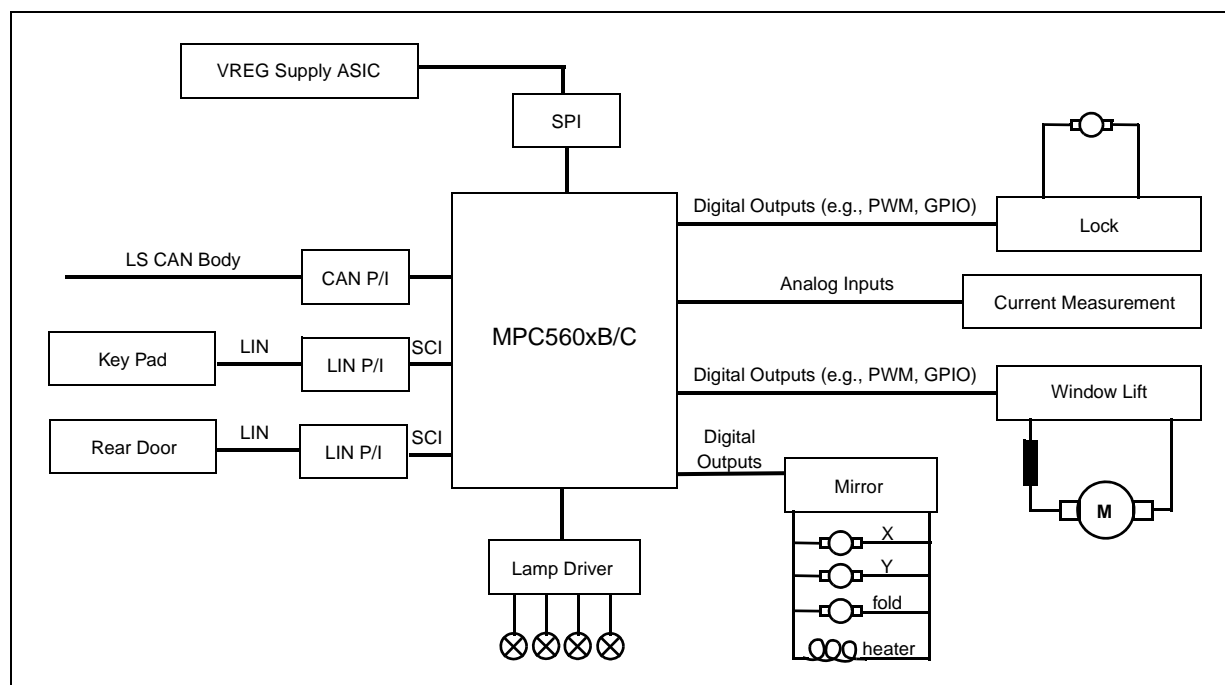 VREG Supply ASIC
SPI
Digital Outputs (e.g., PWM, GPIO)
Lock
LS CAN Body
CAN P/I
Analog Inputs
Current Measurement
MPC560xB/C
Key Pad
LIN
LIN P/I
SCI
Digital Outputs (e.g., PWM, GPIO)
Window Lift
Rear Door
LIN
LIN P/I
SCI
Digital
Outputs
Mirror
M
X
Lamp Driver
Y
fold
heater